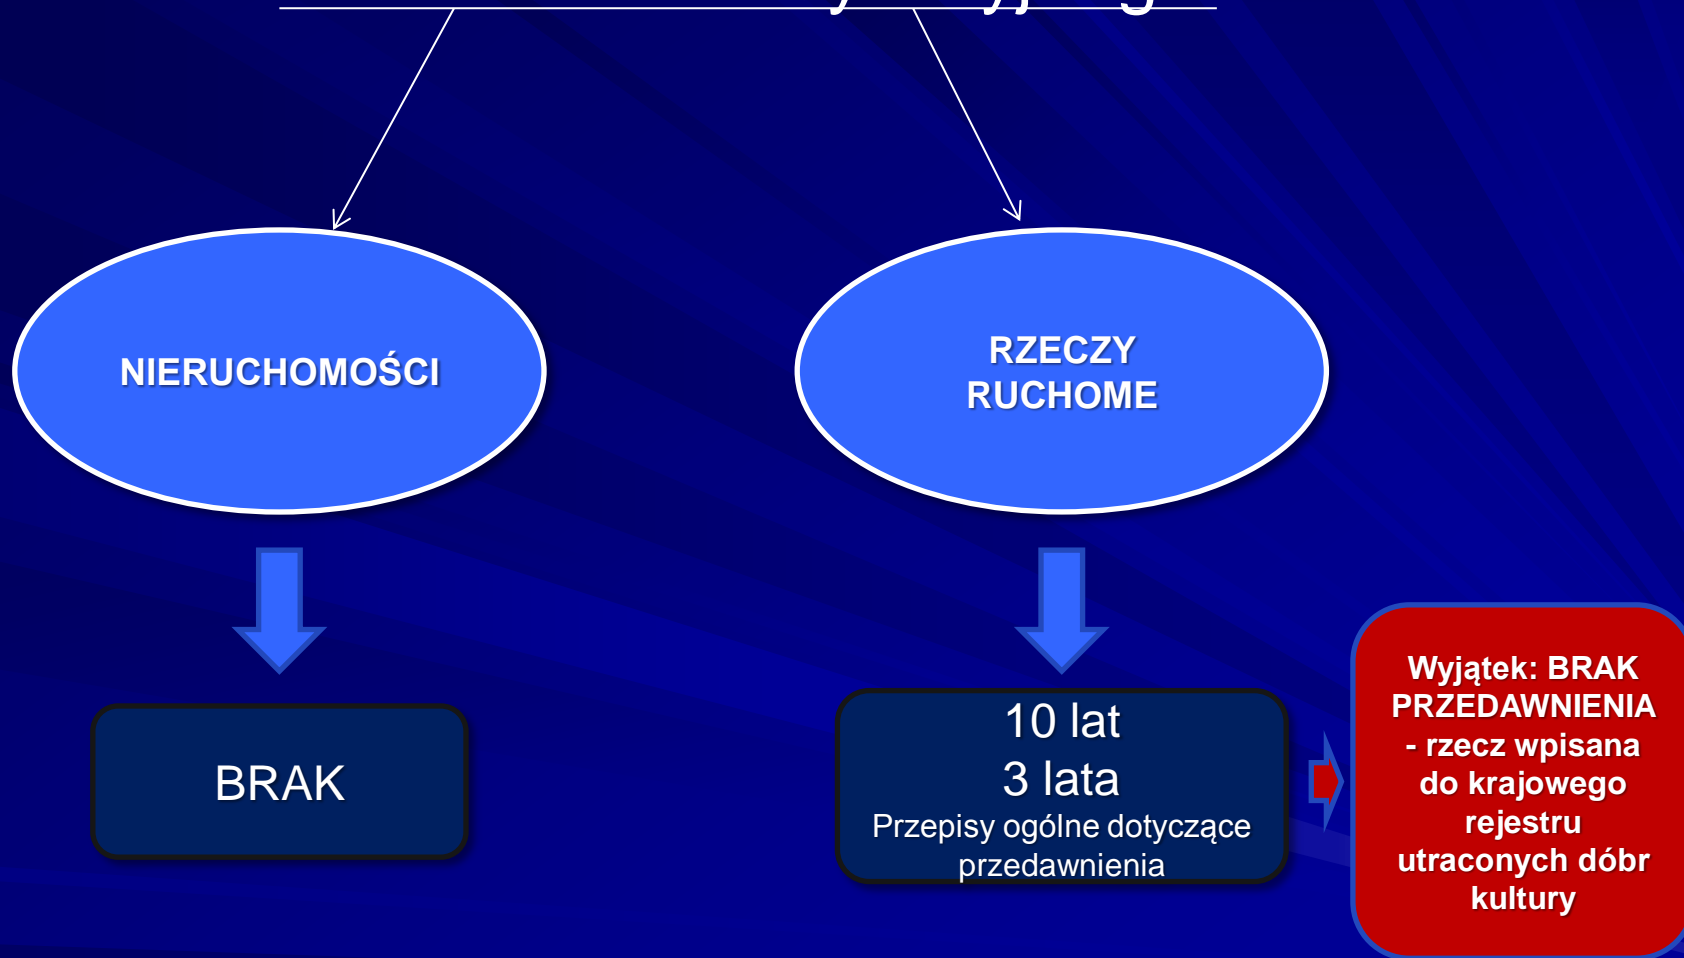 NIERUCHOMOŚCI
RZECZY
RUCHOME
BRAK
10 lat
3 lata
Przepisy ogólne dotyczące
przedawnienia
Wyjątek: BRAK
PRZEDAWNIENIA
- rzecz wpisana
do krajowego
rejestru
utraconych dóbr
kultury